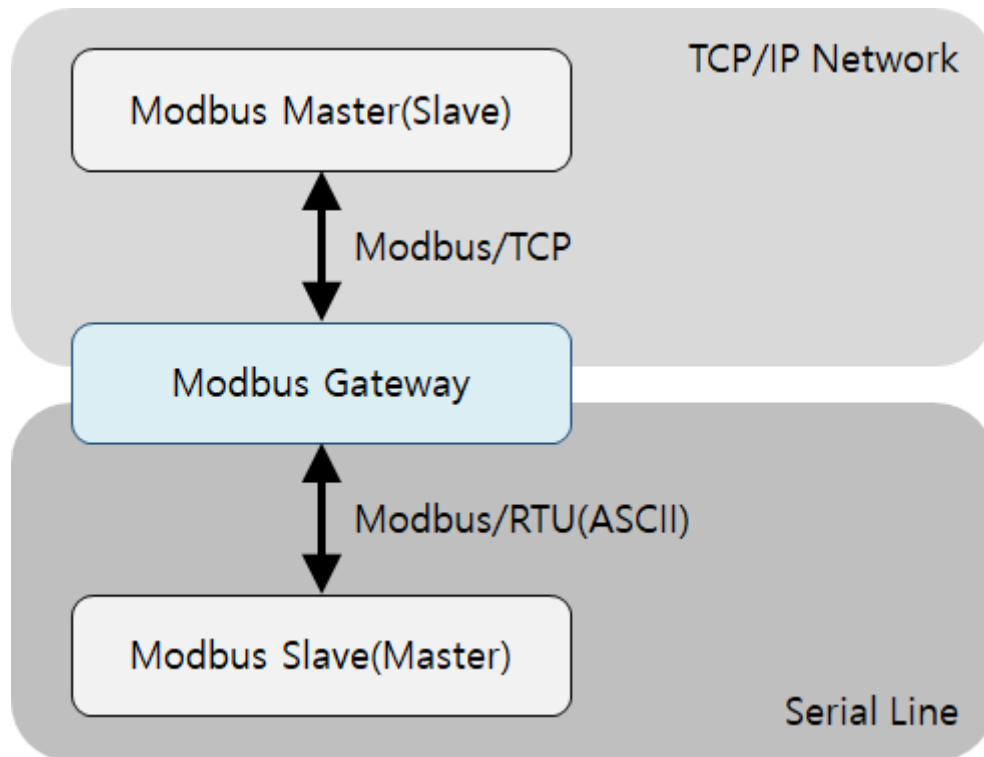 TCP/IP Network
Modbus Master(Slave)
Modbus/TCP
Modbus Gateway
Modbus/RTU(ASCII)
Modbus Slave(Master)
Serial Line